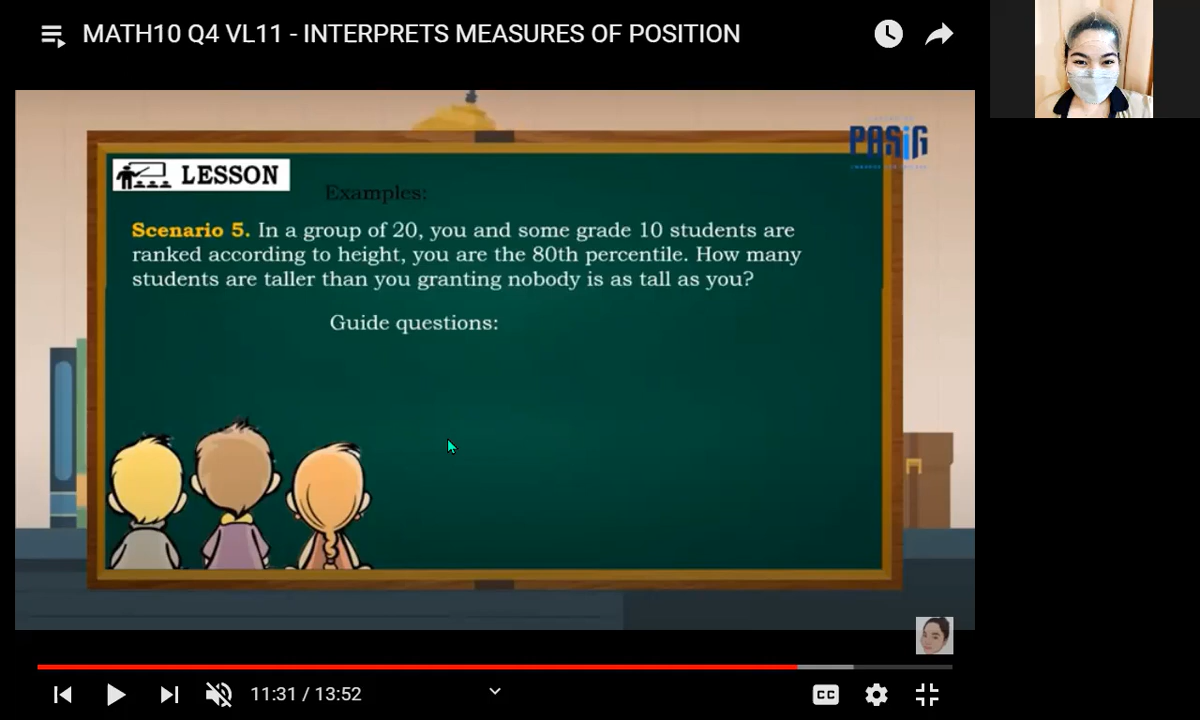 MATH10 Q4 VL11 - INTERPRETS MEASURES OF POSITION
PASiG
LESSON
Examples:
Scenario 5. In a group of 20, you and some grade 10 students are
ranked according to height, you are the 80th percentile. How many
students are taller than you granting nobody is as tall as you?
Guide questions:
11:31 / 13:52
CC